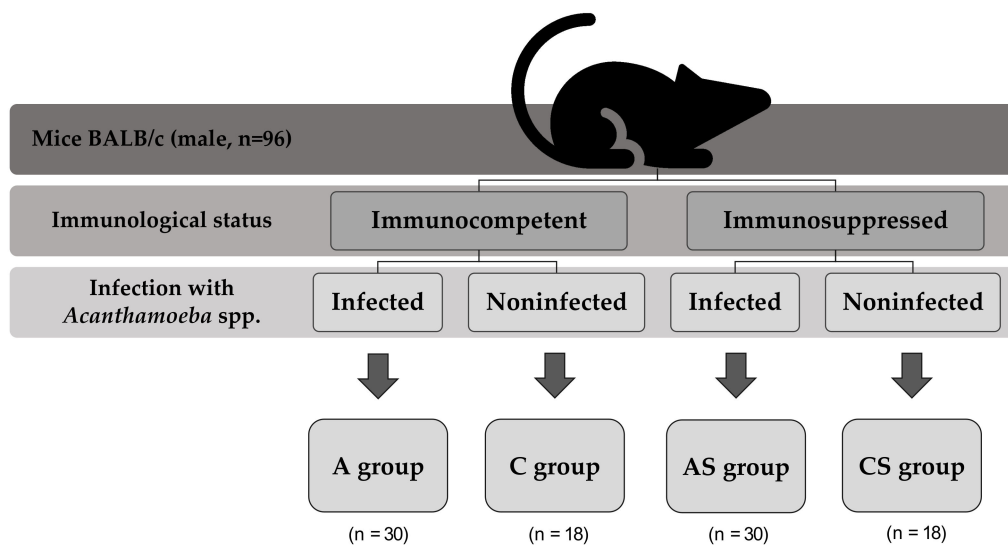 Mice BALB/c (male, n=96)
Immunological status
Immunocompetent
Immunosuppressed
Infection with
Acanthamoeba spp.
Infected
Noninfected
Infected
Noninfected
A group
C group
AS group
CS group
(n = 30)
(n = 18)
(n = 30)
(n = 18)